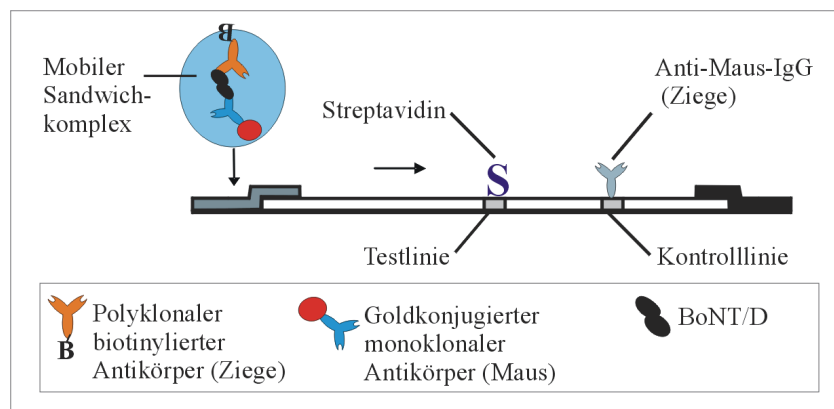 B
Mobiler
Sandwich-
komplex
Streptavidin
Anti-Maus-IgG
(Ziege)
S
Testlinie
Kontrolllinie
Polyklonaler
biotinylierter
Antikörper (Ziege)
B
Goldkonjugierter
monoklonaler
Antikörper (Maus)
BoNT/D